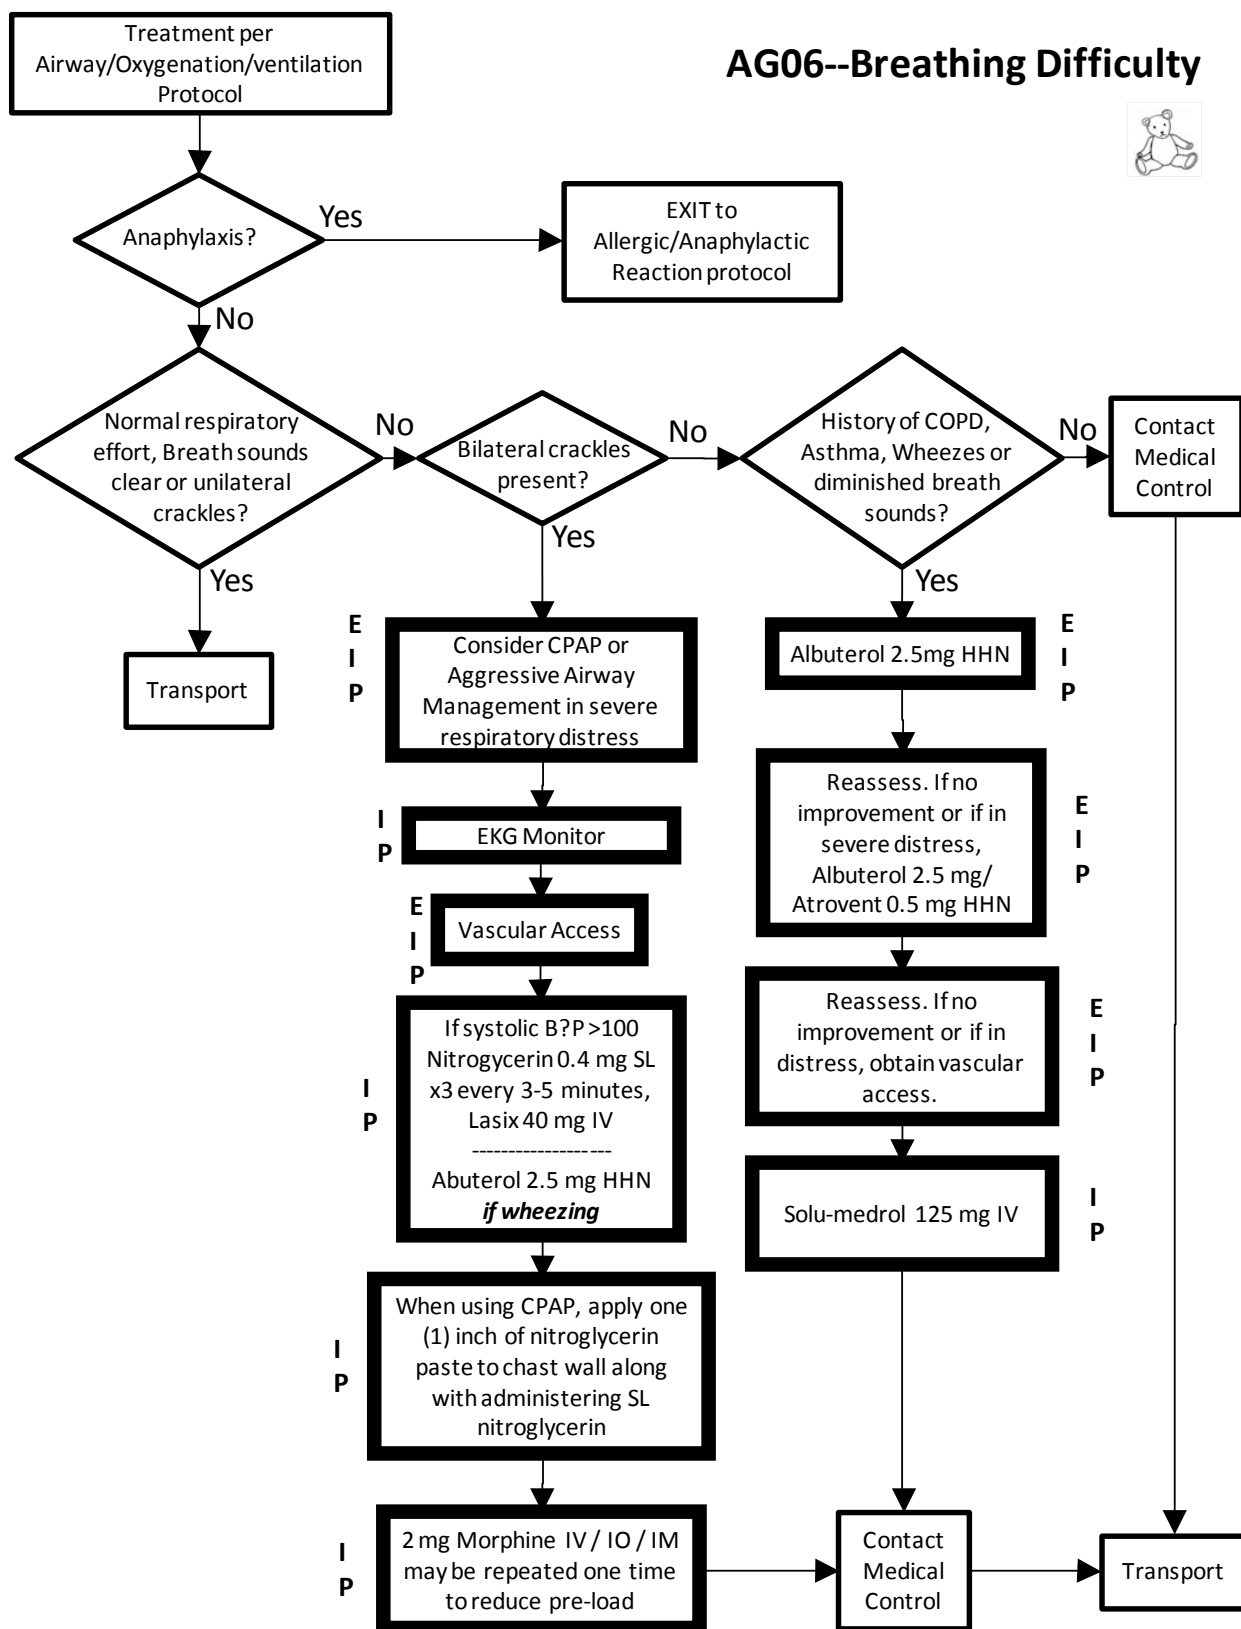 Treatment per
Airway/Oxygenation/ventilation
Protocol
AG06--Breathing Difficulty
Anaphylaxis?
Yes
EXIT to
Allergic/Anaphylactic
Reaction protocol
No
Normal respiratory
effort, Breath sounds
clear or unilateral
crackles?
No
Bilateral crackles
present?
No
History of COPD,
Asthma, Wheezes or
diminished breath
sounds?
No
Contact
Medical
Control
Yes
Transport
Yes
E
I
P
Consider CPAP or
Aggressive Airway
Management in severe
respiratory distress
I
P
EKG Monitor
E
I
P
Vascular Access
I
P
If systolic B?P >100
Nitrogycerin 0.4 mg SL
x3 every 3-5 minutes,
Lasix 40 mg IV
-------------------
Abuterol 2.5 mg HHN
if wheezing
I
P
When using CPAP, apply one
(1) inch of nitroglycerin
paste to chast wall along
with administering SL
nitroglycerin
I
P
2 mg Morphine IV / IO / IM
may be repeated one time
to reduce pre-load
Yes
Albuterol 2.5mg HHN
E
I
P
Reassess. If no
improvement or if in
severe distress,
Albuterol 2.5 mg/
Atrovent 0.5 mg HHN
E
I
P
Reassess. If no
improvement or if in
distress, obtain vascular
access.
E
I
P
Solu-medrol 125 mg IV
I
P
Contact
Medical
Control
Transport